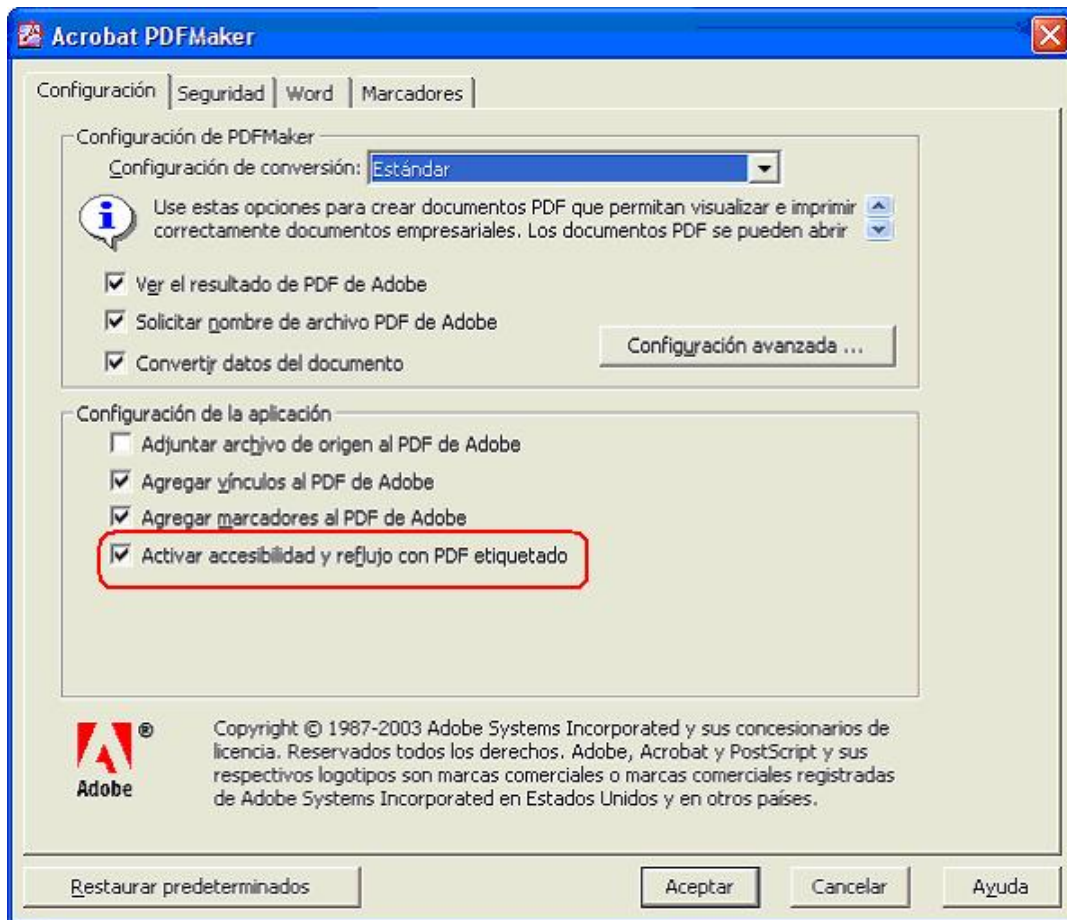 Acrobat PDFMaker
Configuración Seguridad Word Marcadores
Configuración de PDFMaker
Configuración de conversión: Estándar
Use estas opciones para crear documentos PDF que permitan visualizar e imprimir
correctamente documentos empresariales. Los documentos PDF se pueden abrir
Ver el resultado de PDF de Adobe
Solicitar nombre de archivo PDF de Adobe
Configuración avanzada ...
Convertir datos del documento
Configuración de la aplicación
Adjuntar archivo de origen al PDF de Adobe
Agregar vínculos al PDF de Adobe
Agregar marcadores al PDF de Adobe
Activar accesibilidad y reflujo con PDF etiquetado
Adobe ®
Copyright © 1987-2003 Adobe Systems Incorporated y sus concesionarios de
licencia. Reservados todos los derechos. Adobe, Acrobat y PostScript y sus
respectivos logotipos son marcas comerciales o marcas comerciales registradas
de Adobe Systems Incorporated en Estados Unidos y en otros países.
Restaurar predeterminados Aceptar Cancelar Ayuda